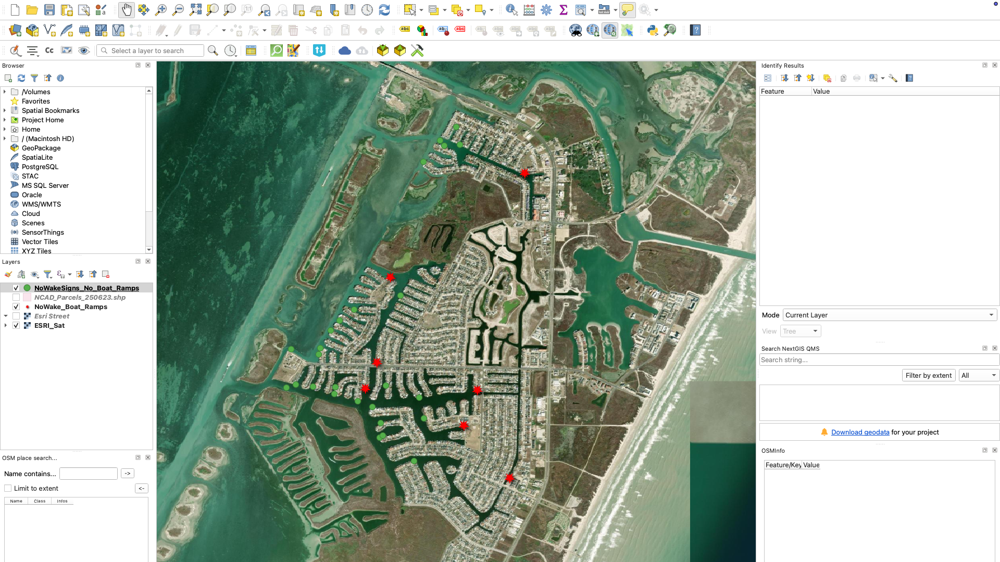 abc
abc
abc
Cc
Select a layer to search
Browser
/Volumes
Favorites
Spatial Bookmarks
Project Home
Home
/ (Macintosh HD)
GeoPackage
SpatiaLite
PostgreSQL
STAC
MS SQL Server
Oracle
WMS/WMTS
Cloud
Scenes
SensorThings
Vector Tiles
XYZ Tiles
Layers
NoWakeSigns_No_Boat_Ramps
NCAD_Parcels_250623.shp
NoWake_Boat_Ramps
Esri Street
ESRI_Sat
OSM place search...
Name contains...
->
Limit to extent
<-
Name Class Infos
Identify Results
Feature Value
Mode Current Layer
View Tree
Search NextGIS QMS
Search string...
Filter by extent All
Download geodata for your project
OSMInfo
Feature/Key Value